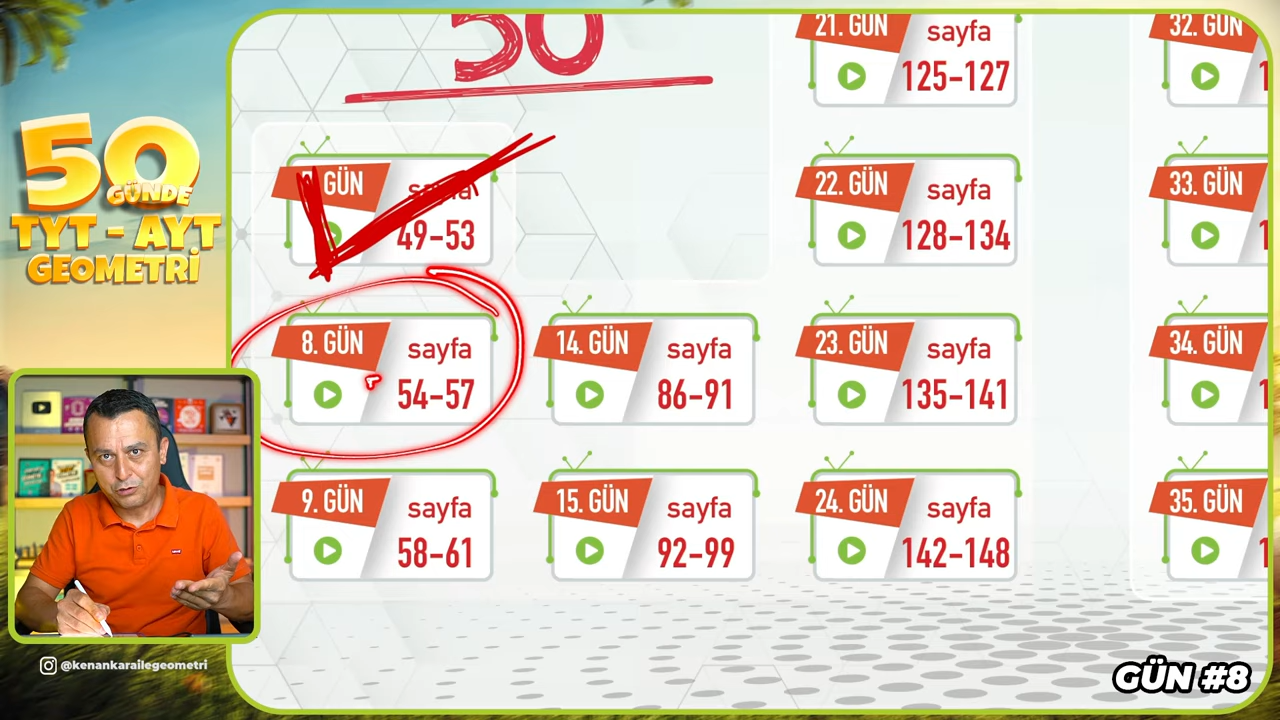 50
GÜNDE
TYT - AYT
GEOMETRİ
@kenankarailegeometri
50
GÜN
sayfa
49-53
8. GÜN
sayfa
54-57
9. GÜN
sayfa
58-61
14. GÜN
sayfa
86-91
15. GÜN
sayfa
92-99
21. GÜN
sayfa
125-127
22. GÜN
sayfa
128-134
23. GÜN
sayfa
135-141
24. GÜN
sayfa
142-148
32. GÜN
33. GÜN
34. GÜN
35. GÜN
GÜN #8